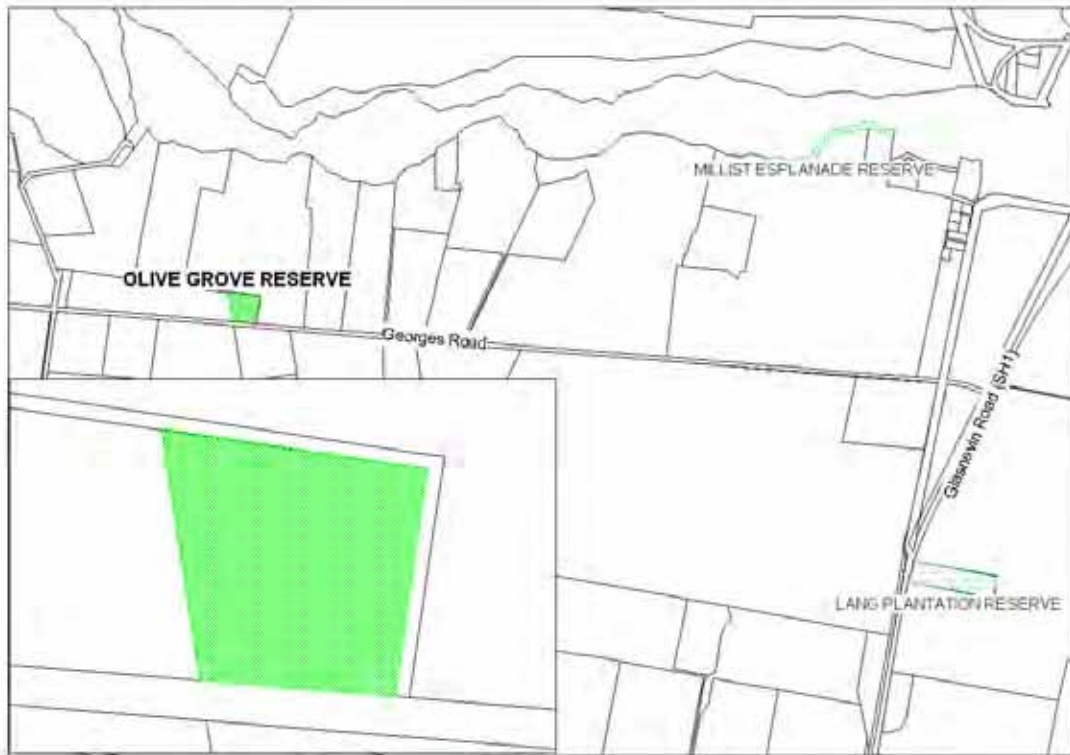 MILLIST ESPLANADE RESERVE
OLIVE GROVE RESERVE
Georges Road
Glasnevin Road (SH1)
LANG PLANTATION RESERVE